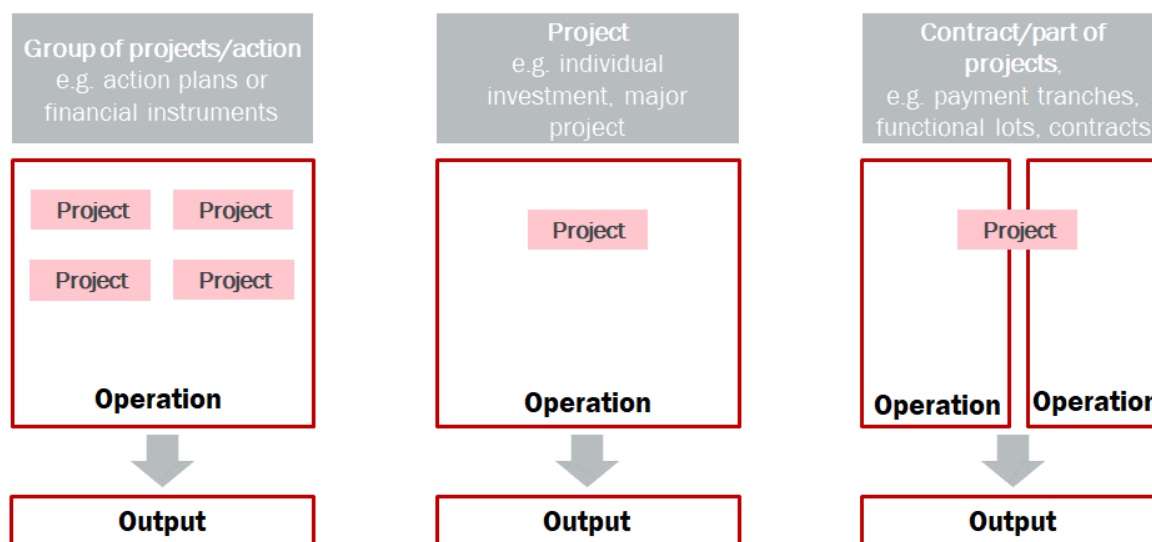 Group of projects/action
e.g. action plans or
financial instruments
Project
e.g. individual
investment, major
project
Contract/part of
projects,
e.g. payment tranches,
functional lots, contracts
Project
Project
Project
Project
Operation
Project
Operation
Project
Operation
Operation
Output
Output
Output